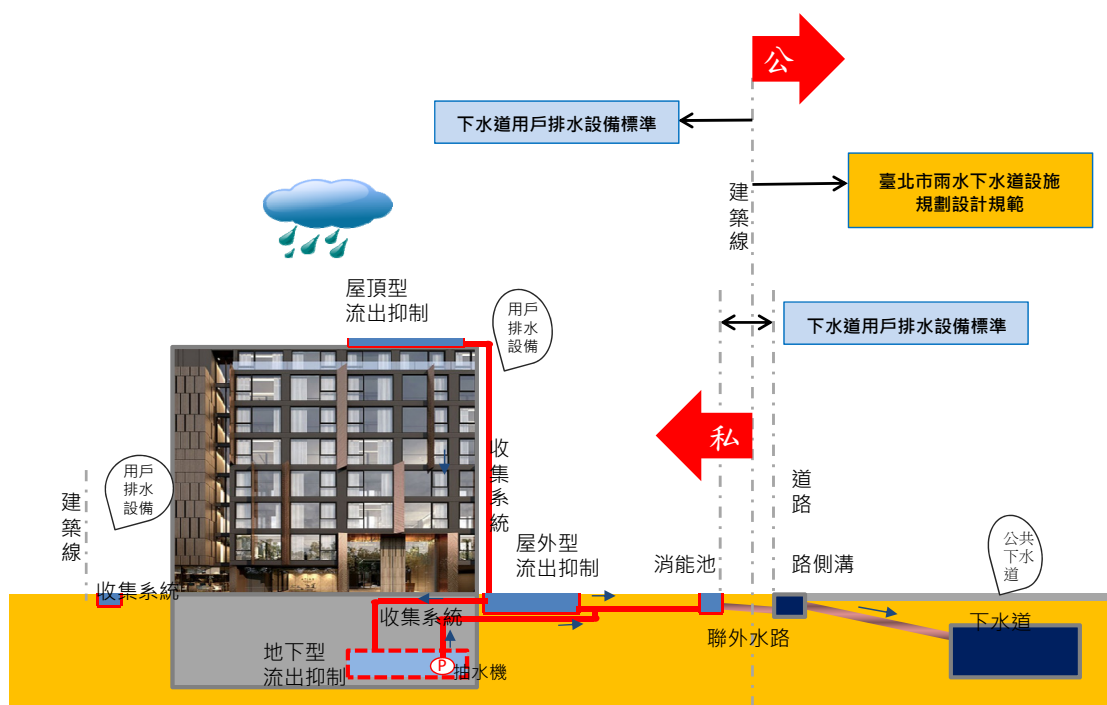 公
下水道用戶排水設備標準
臺北市雨水下水道設施
規劃設計規範
建築線
屋頂型
流出抑制
用戶
排水
設備
下水道用戶排水設備標準
私
收集系統
用戶
排水
設備
建築線
道路
屋外型
流出抑制
消能池
路側溝
公共
下水
道
收集系統
收集系統
下水道
聯外水路
地下型
流出抑制
P
抽水機